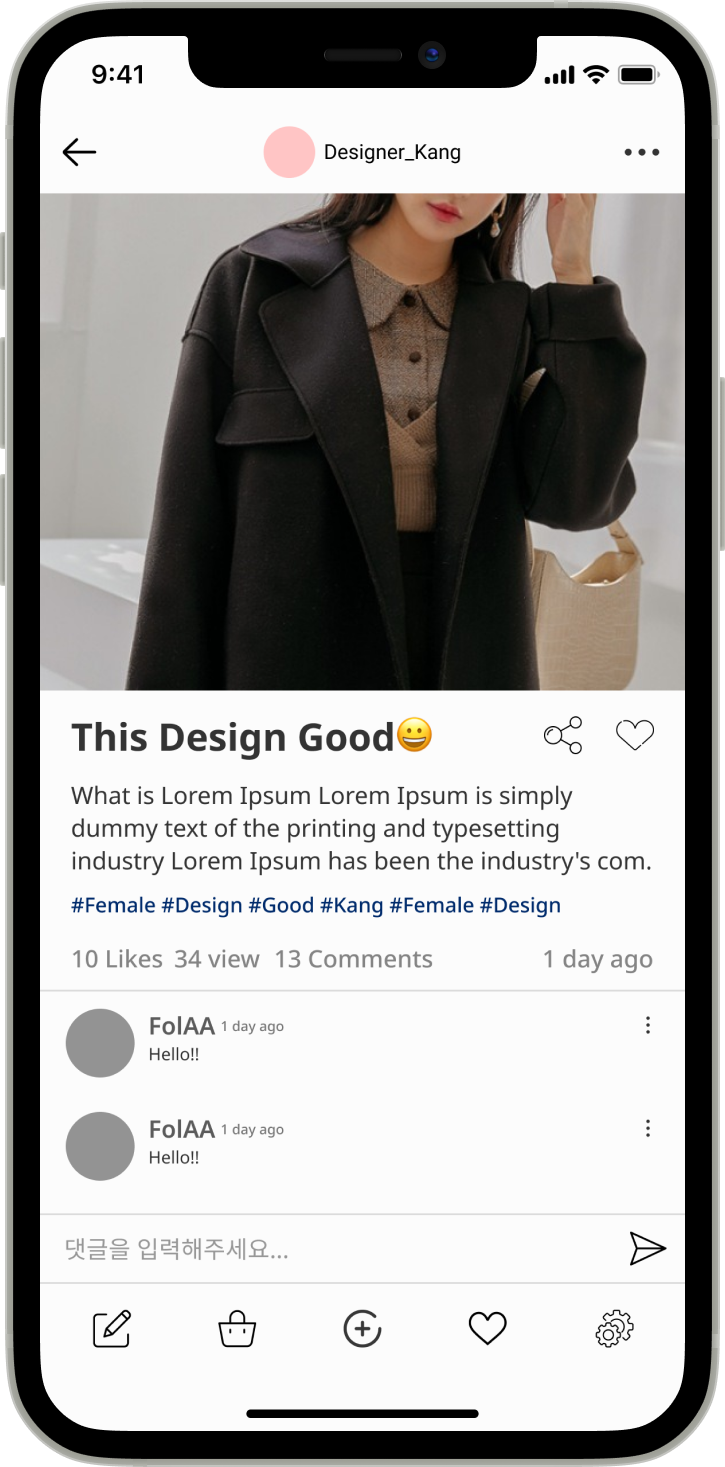 9:41
Designer_Kang
This Design Good😀
What is Lorem Ipsum Lorem Ipsum is simply
dummy text of the printing and typesetting
industry Lorem Ipsum has been the industry's com.
#Female #Design #Good #Kang #Female #Design
10 Likes 34 view 13 Comments 1 day ago
FolAA 1 day ago
Hello!!
FolAA 1 day ago
Hello!!
댓글을 입력해주세요...